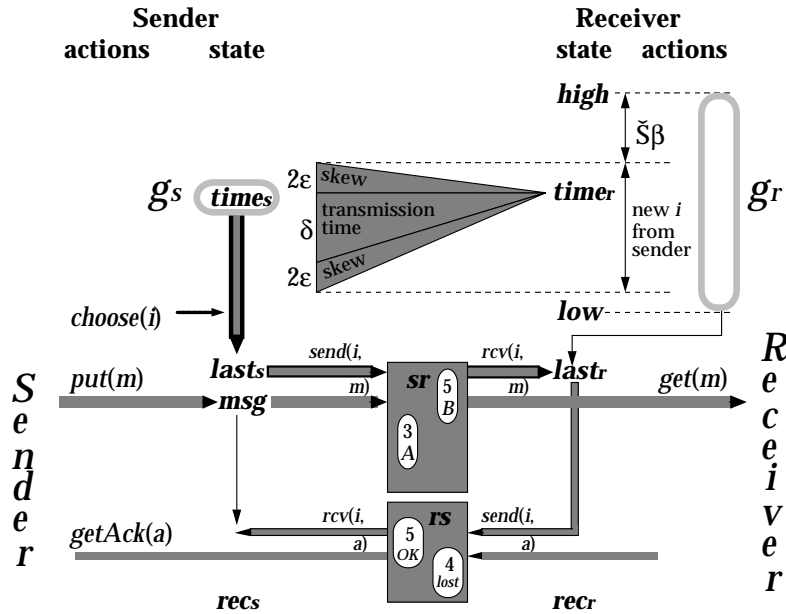 Sender
Receiver
actions state
state actions
high
Šβ
2ε skew
g s times
timer
g r
transmission
time
δ
new i
from
sender
2ε skew
low
choose(i)
lasts
send(i,
m)
sr
rcv(i,
m)
lastr
put(m)
msg
5
B
get(m)
3
A
Sender
Receiver
rs
rcv(i,
a)
send(i,
a)
getAck(a)
5
OK
4
lost
recs
recr